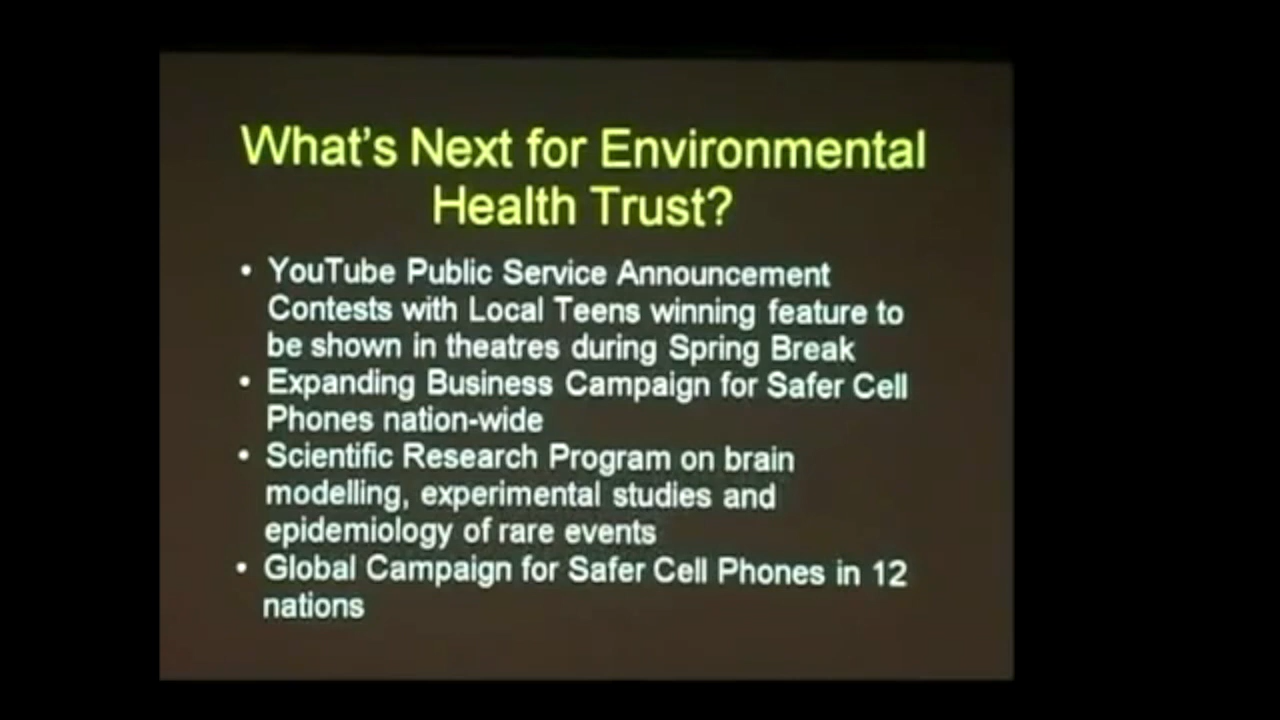 What's Next for Environmental
Health Trust?
• YouTube Public Service Announcement
Contests with Local Teens winning feature to
be shown in theatres during Spring Break
• Expanding Business Campaign for Safer Cell
Phones nation-wide
• Scientific Research Program on brain
modelling, experimental studies and
epidemiology of rare events
• Global Campaign for Safer Cell Phones in 12
nations